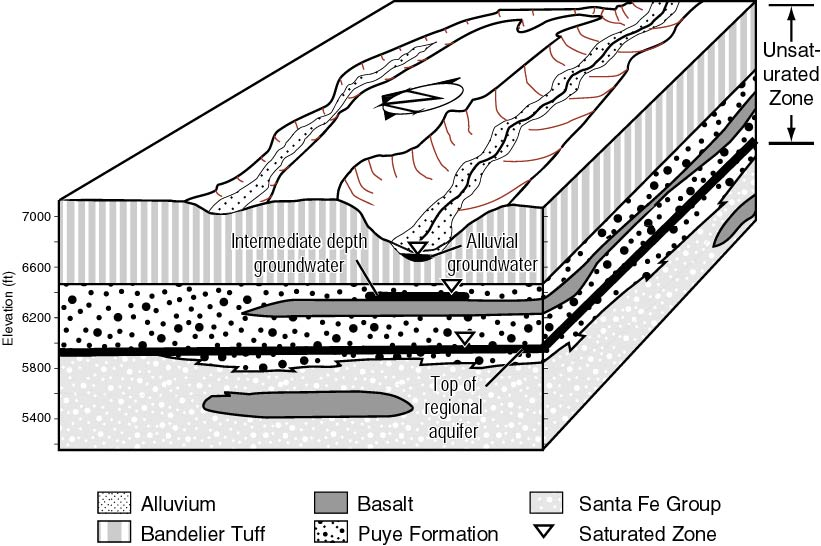 Unsat-
urated
Zone
7000
6600
6200
5800
5400
Elevation (ft)
Intermediate depth
groundwater
Alluvial
groundwater
Top of
regional
aquifer
Alluvium
Basalt
Santa Fe Group
Bandelier Tuff
Puye Formation
Saturated Zone